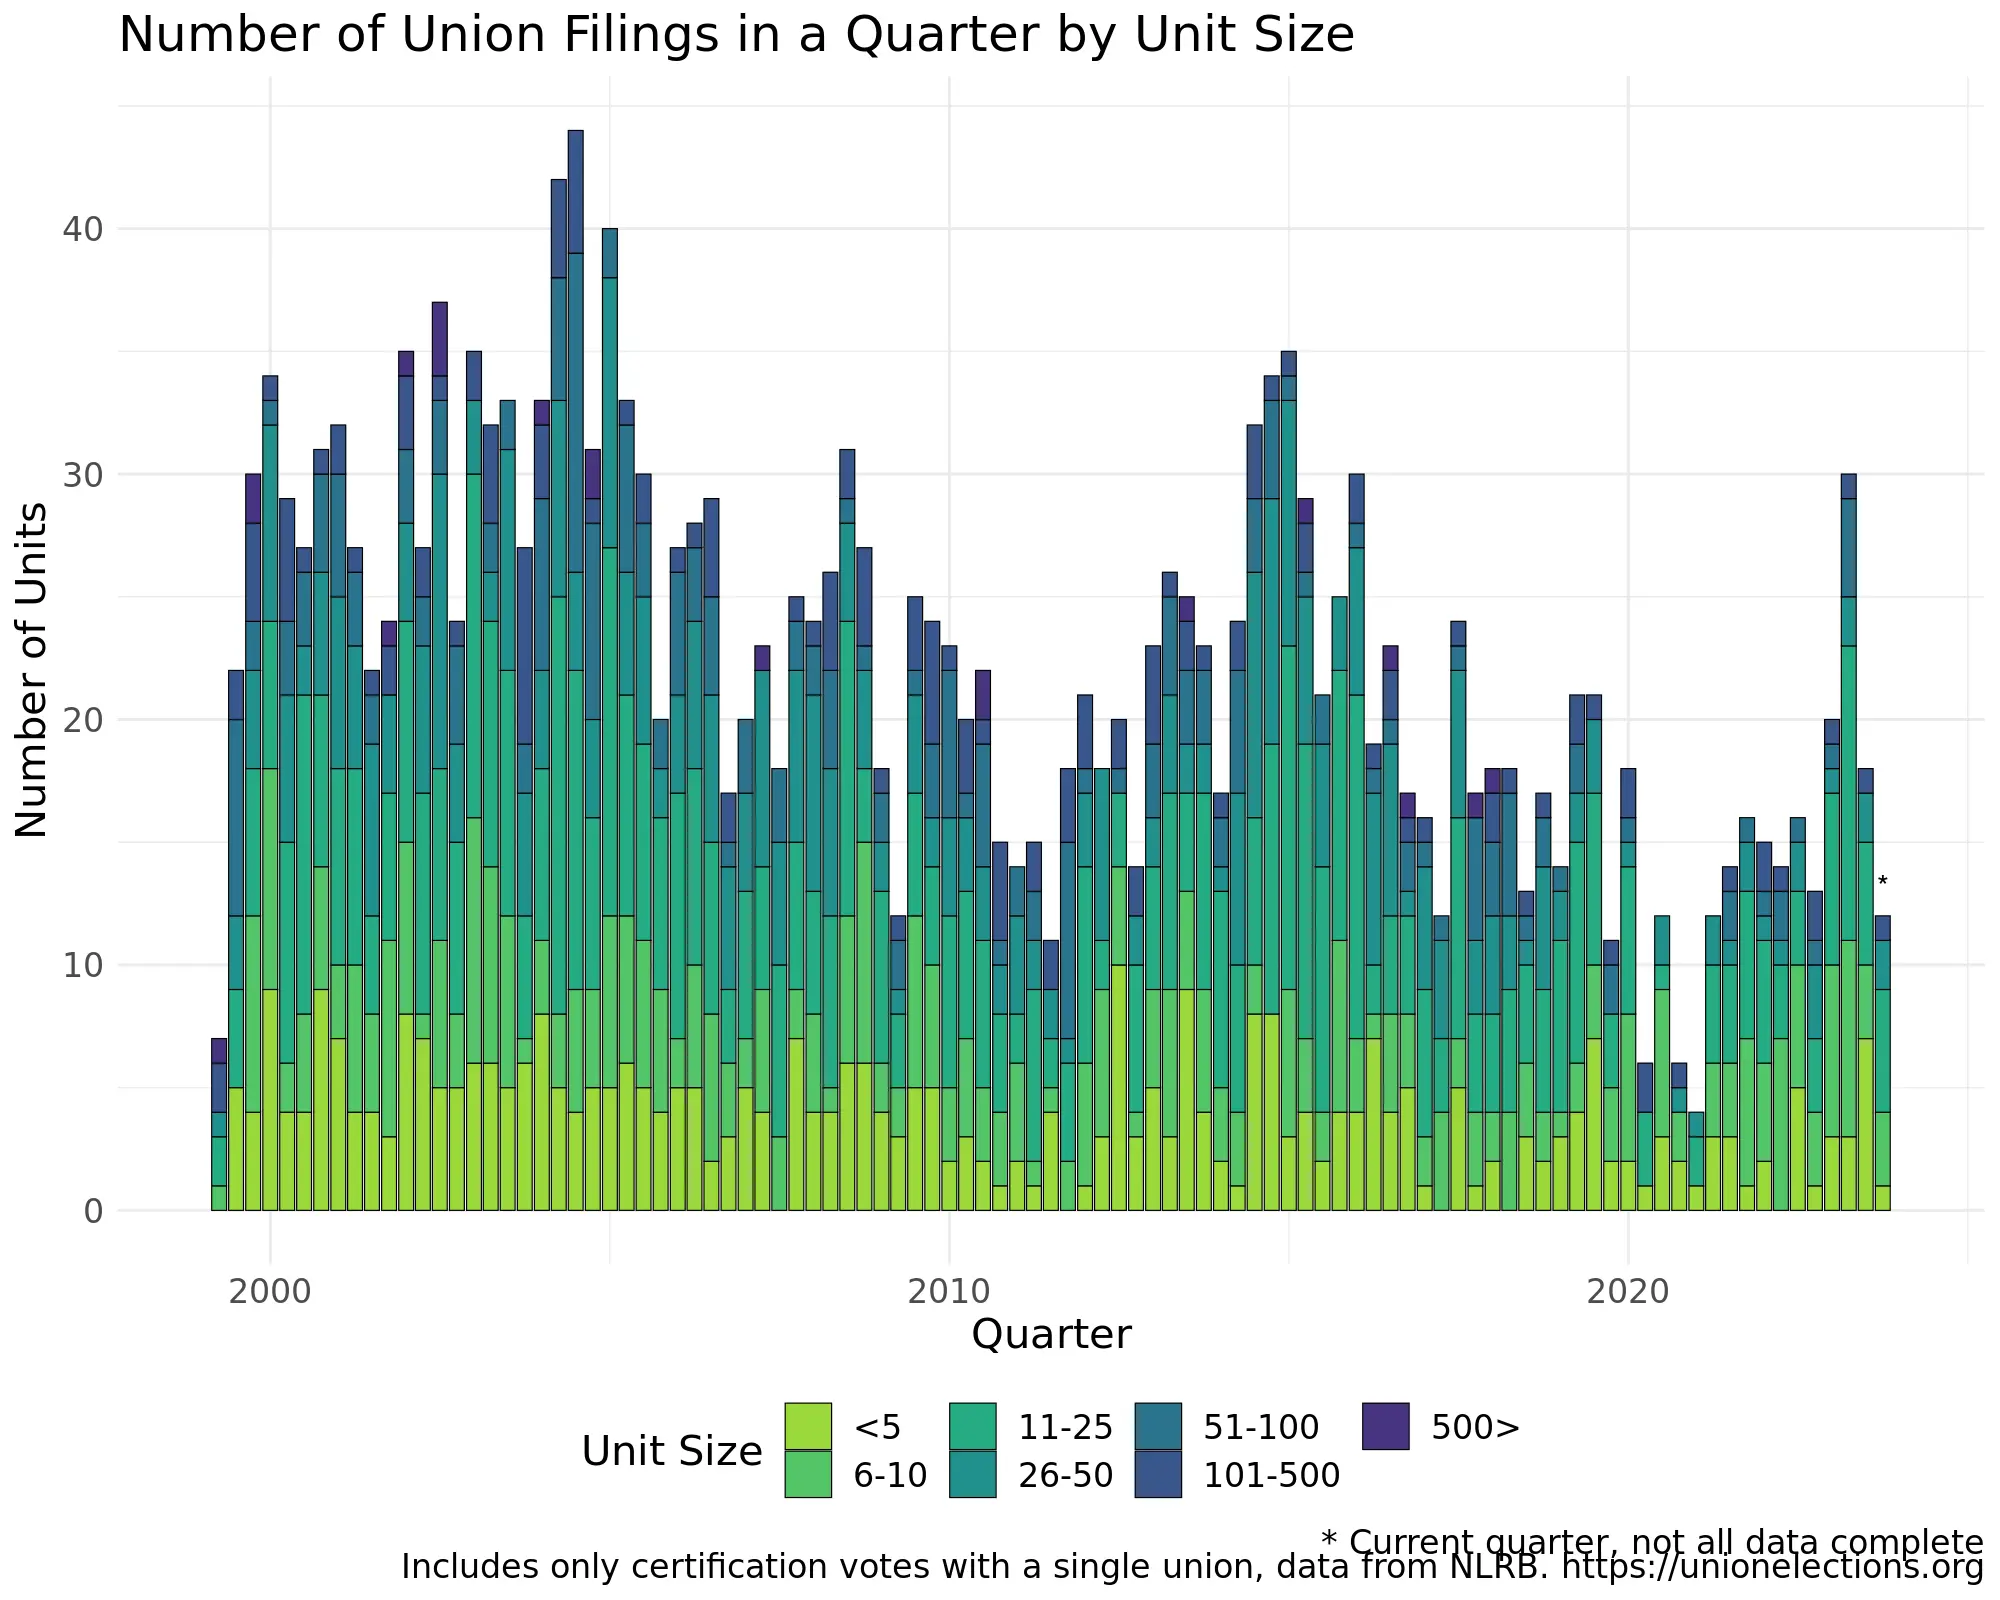 Number of Union Filings in a Quarter by Unit Size
Number of Units
40
30
20
10
0
*
2000 2010 2020
Quarter
Unit Size
<5 11-25 51-100 500>
6-10 26-50 101-500
* Current quarter, not all data complete
Includes only certification votes with a single union, data from NLRB. https://unionelections.org